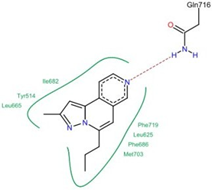 Gln716
O
N
H
H
Ile682
Tyr514
Leu665
N
N
N
Phe719
Leu625
Phe686
Met703